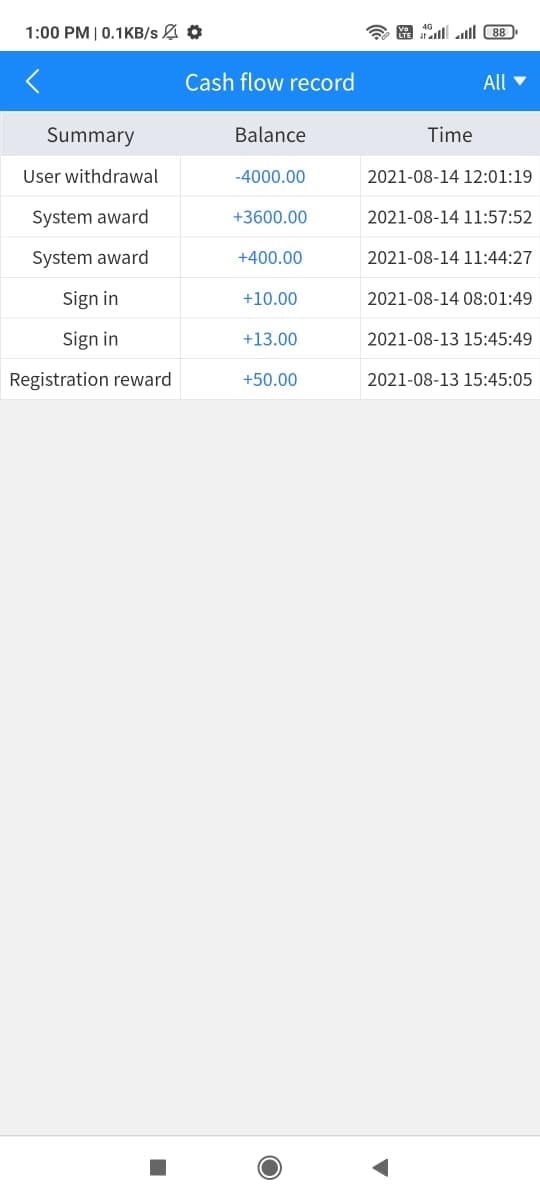 1:00 PM | 0.1KB/s 4G 88
Cash flow record All
Summary Balance Time
User withdrawal -4000.00 2021-08-14 12:01:19
System award +3600.00 2021-08-14 11:57:52
System award +400.00 2021-08-14 11:44:27
Sign in +10.00 2021-08-14 08:01:49
Sign in +13.00 2021-08-13 15:45:49
Registration reward +50.00 2021-08-13 15:45:05